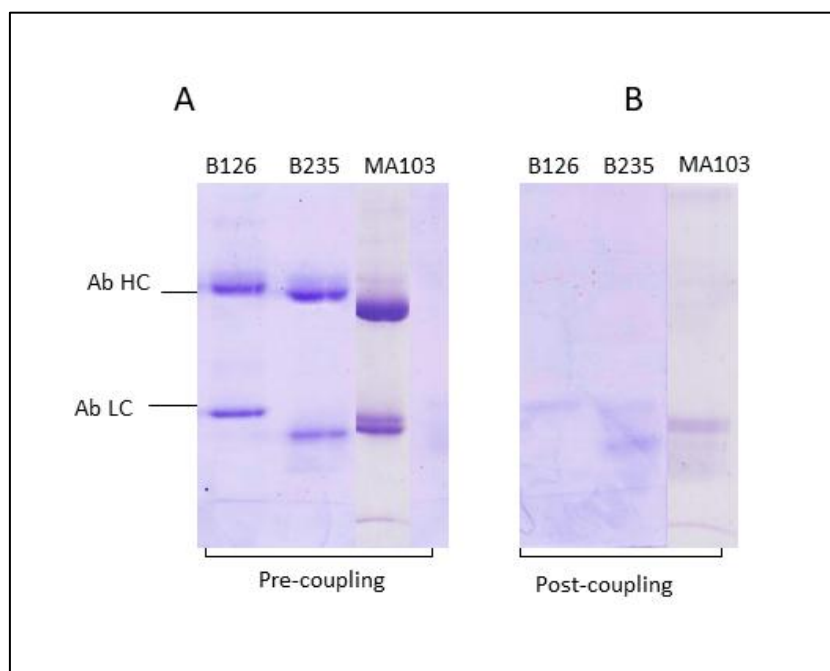 A B
B126 B235 MA103 B126 B235 MA103
Ab HC
Ab LC
Pre-coupling Post-coupling